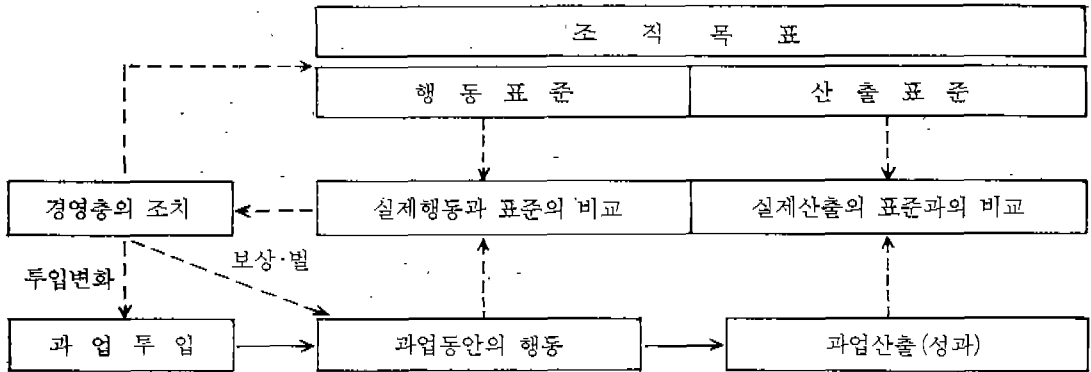 조 직 목 표
행 동 표 준
산 출 표 준
경영층의 조치
실제행동과 표준의 비교
실제산출의 표준과의 비교
보상·벌
투입변화
과 업 투 입
과업동안의 행동
과업산출(성과)